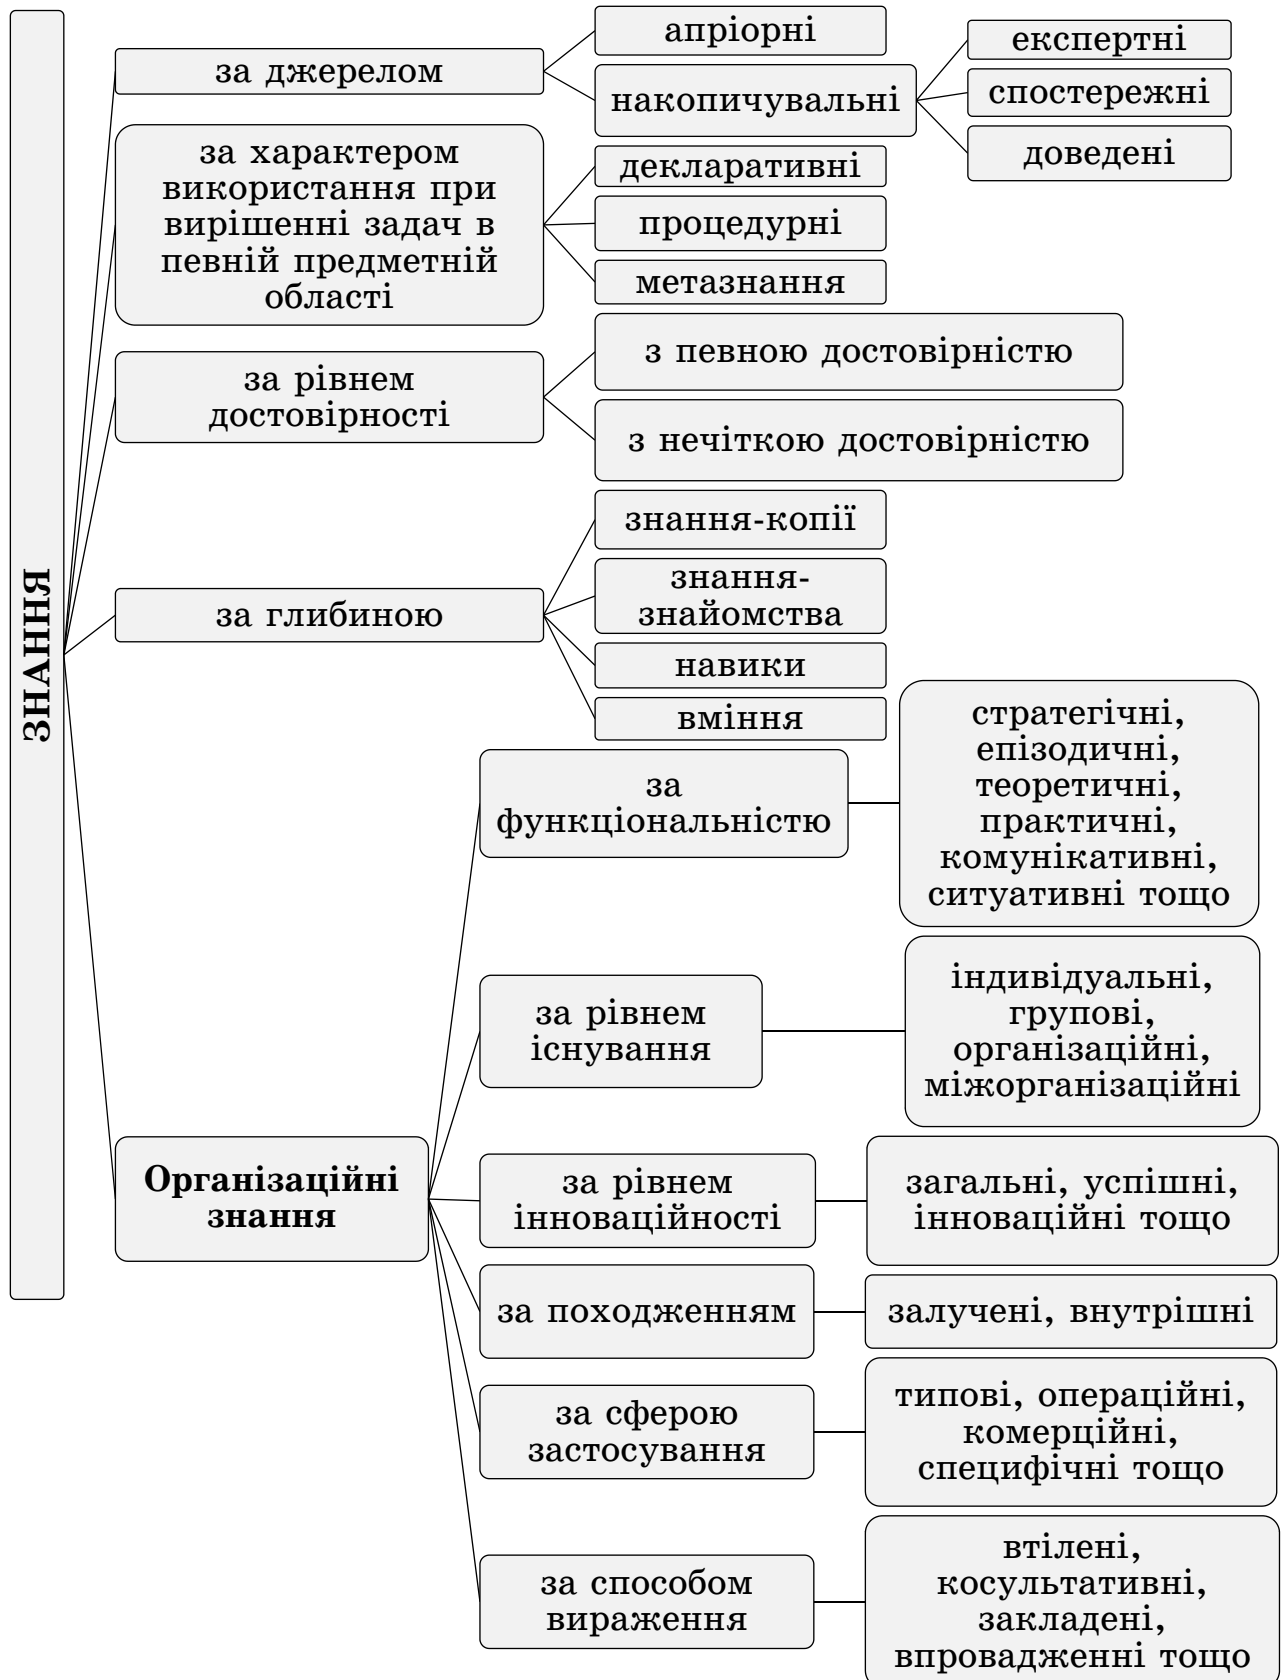 ЗНАННЯ
за джерелом
апріорні
накопичувальні
експертні
спостережні
доведені
за характером
використання при
вирішенні задач в
певній предметній
області
декларативні
процедурні
метазнання
за рівнем
достовірності
з певною достовірністю
з нечіткою достовірністю
за глибиною
знання-копії
знання-
знайомства
навики
вміння
Організаційні
знання
за
функціональністю
стратегічні,
епізодичні,
теоретичні,
практичні,
комунікативні,
ситуативні тощо
за рівнем
існування
індивідуальні,
групові,
організаційні,
міжорганізаційні
за рівнем
інноваційності
загальні, успішні,
інноваційні тощо
за походженням
залучені, внутрішні
за сферою
застосування
типові, операційні,
комерційні,
специфічні тощо
за способом
вираження
втілені,
косультативні,
закладені,
впровадженні тощо